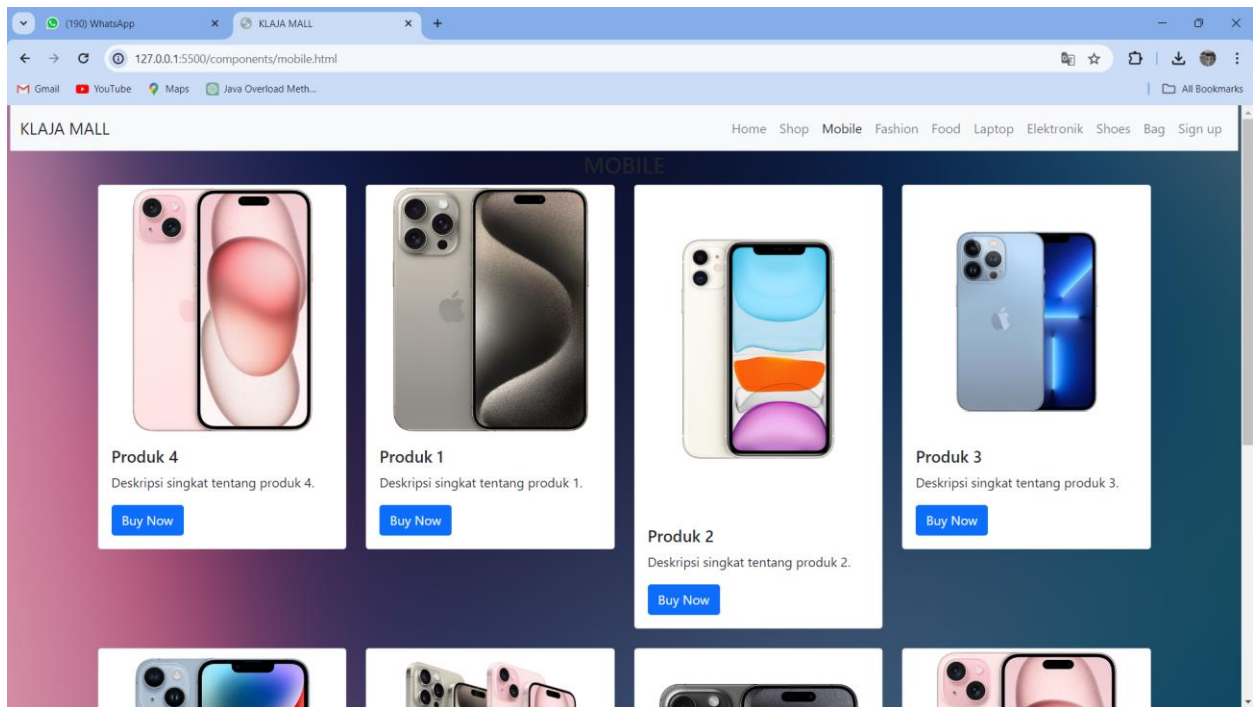 (190) WhatsApp
KLAJA MALL
127.0.0.1:5500/components/mobile.html
Gmail YouTube Maps Java Overload Meth...
All Bookmarks
KLAJA MALL
Home Shop Mobile Fashion Food Laptop Elektronik Shoes Bag Sign up
MOBILE
Produk 4
Deskripsi singkat tentang produk 4.
Buy Now
Produk 1
Deskripsi singkat tentang produk 1.
Buy Now
Produk 2
Deskripsi singkat tentang produk 2.
Buy Now
Produk 3
Deskripsi singkat tentang produk 3.
Buy Now